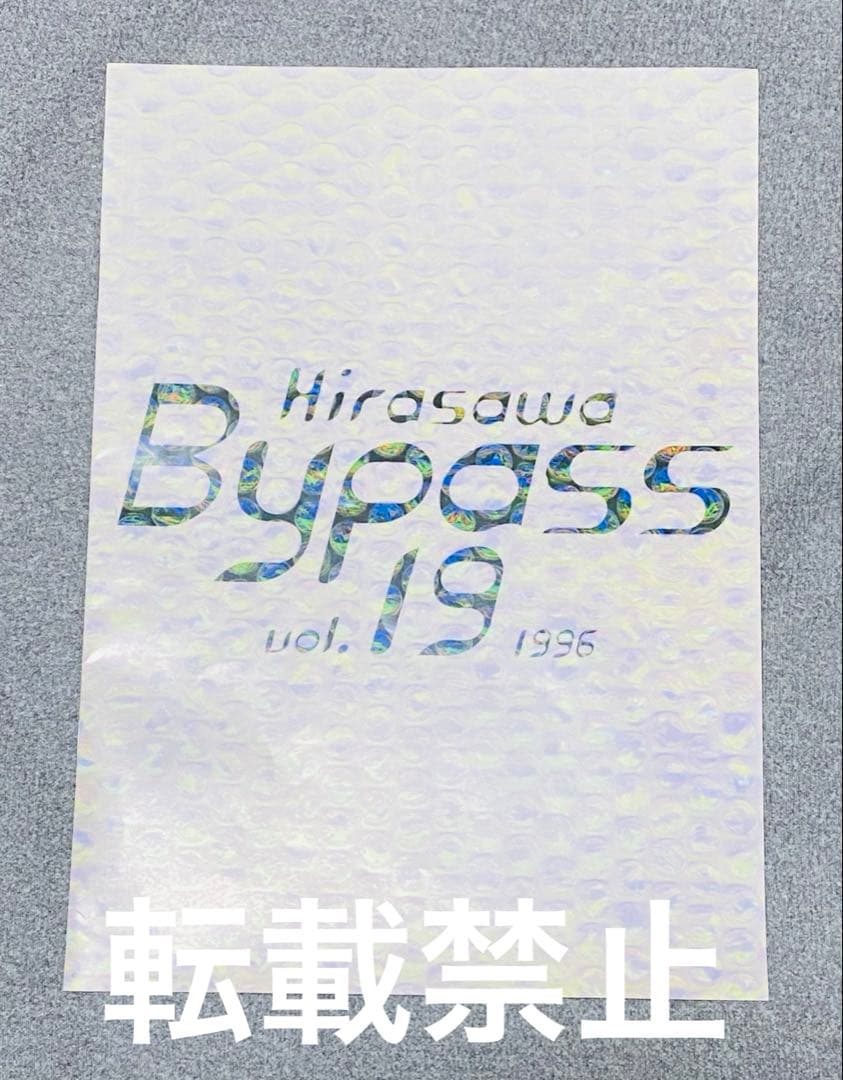 Hirasawa
Bypass
vol. 19 1996
転載禁止